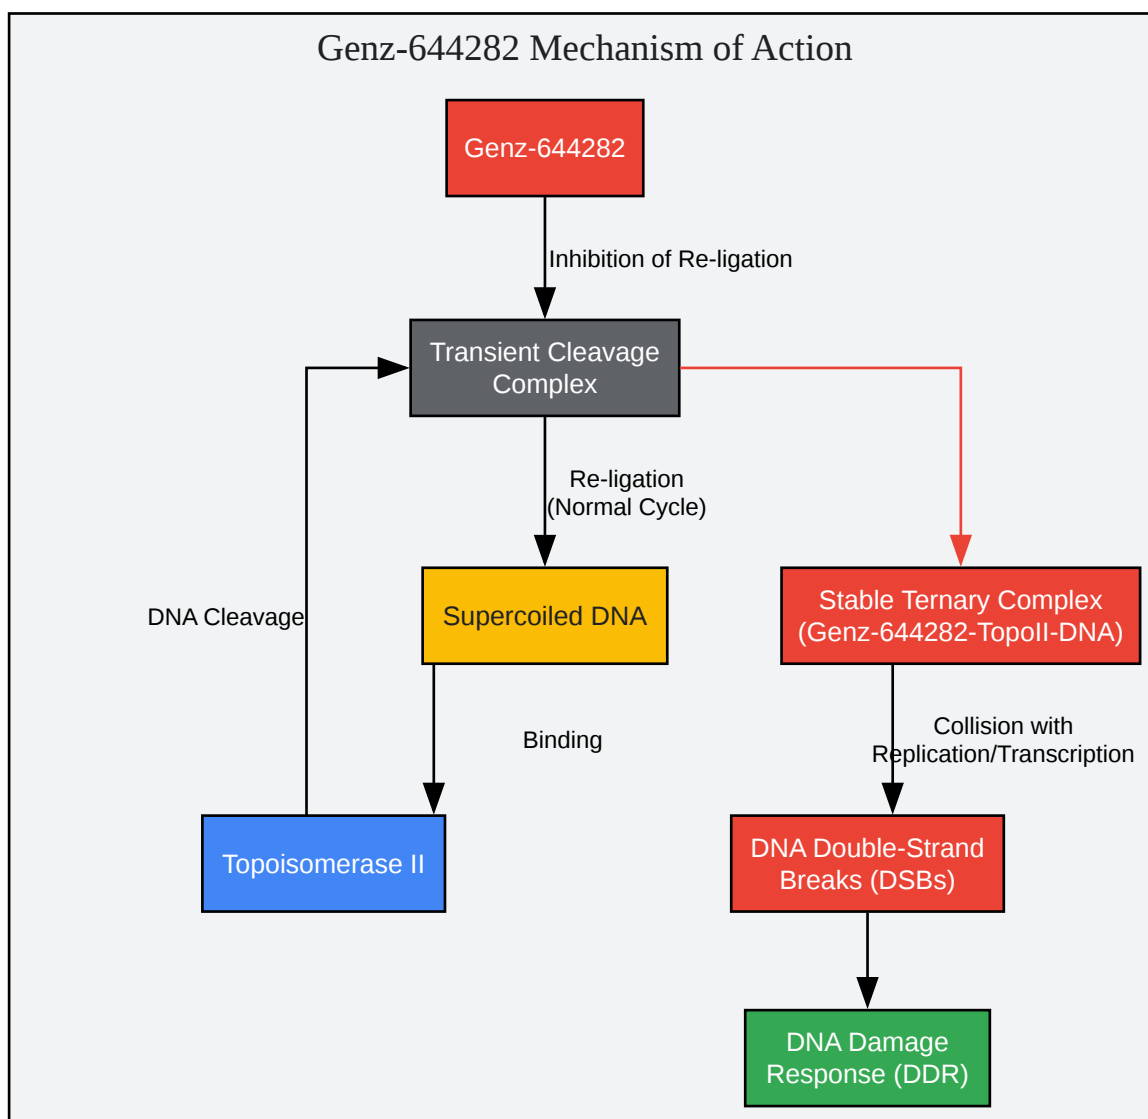 Genz-644282 Mechanism of Action
Genz-644282
Inhibition of Re-ligation
Transient Cleavage
Complex
Re-ligation
(Normal Cycle)
DNA Cleavage
Supercoiled DNA
Stable Ternary Complex
(Genz-644282-TopoII-DNA)
Binding
Collision with
Replication/Transcription
Topoisomerase II
DNA Double-Strand
Breaks (DSBs)
DNA Damage
Response (DDR)